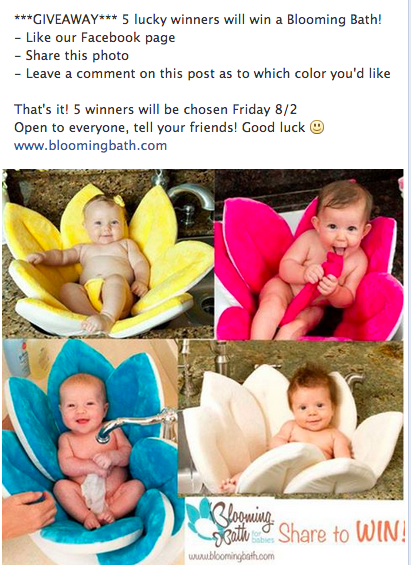 ***GIVEAWAY*** 5 lucky winners will win a Blooming Bath!
- Like our Facebook page
- Share this photo
- Leave a comment on this post as to which color you'd like
That's it! 5 winners will be chosen Friday 8/2
Open to everyone, tell your friends! Good luck 😃
www.bloomingbath.com
Blooming
Bath for babies
Share to WIN!
www.bloomingbath.com